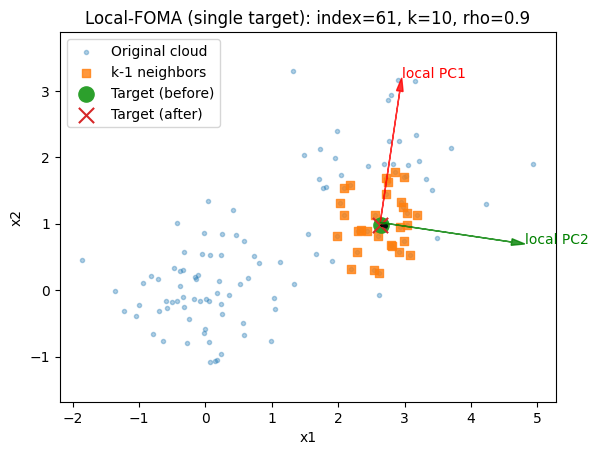 Local-FOMA (single target): index=61, k=10, rho=0.9
Original cloud
k-1 neighbors
Target (before)
Target (after)
local PC1
local PC2
x2
3
2
1
0
−1
−2
−1
0
1
2
3
4
5
x1